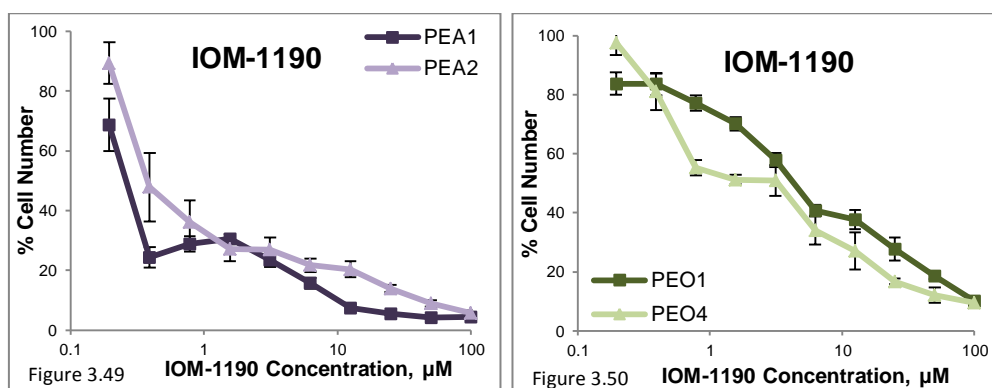 IOM-1190
PEA1
PEA2
% Cell Number
100
80
60
40
20
0
0.1
1
10
100
IOM-1190 Concentration, µM
Figure 3.49
IOM-1190
PEO1
PEO4
% Cell Number
100
80
60
40
20
0
0.1
1
10
100
IOM-1190 Concentration, µM
Figure 3.50